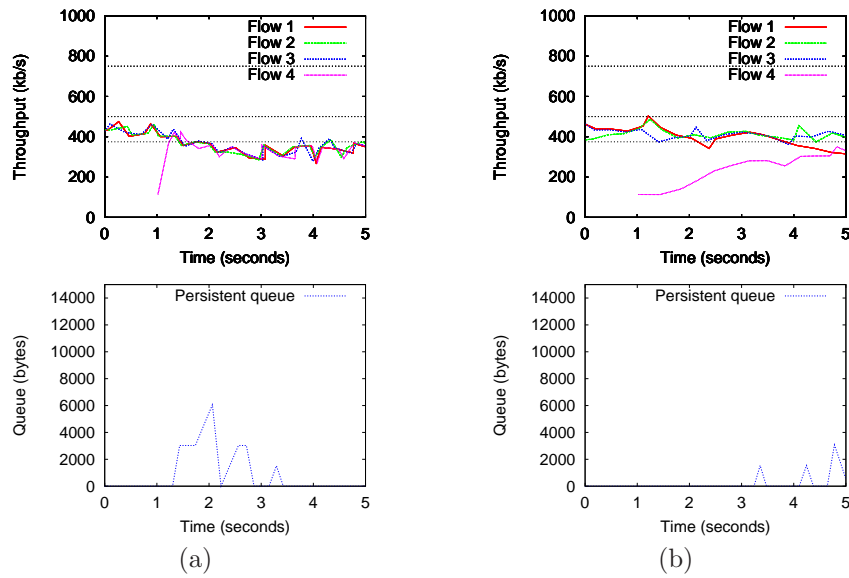 1000
800
600
400
200
0
Throughput (kb/s)
0 1 2 3 4 5
Time (seconds)
Flow 1
Flow 2
Flow 3
Flow 4
1000
800
600
400
200
0
Throughput (kb/s)
0 1 2 3 4 5
Time (seconds)
Flow 1
Flow 2
Flow 3
Flow 4
14000
12000
10000
8000
6000
4000
2000
0
Queue (bytes)
0 1 2 3 4 5
Time (seconds)
Persistent queue
(a)
14000
12000
10000
8000
6000
4000
2000
0
Queue (bytes)
0 1 2 3 4 5
Time (seconds)
Persistent queue
(b)